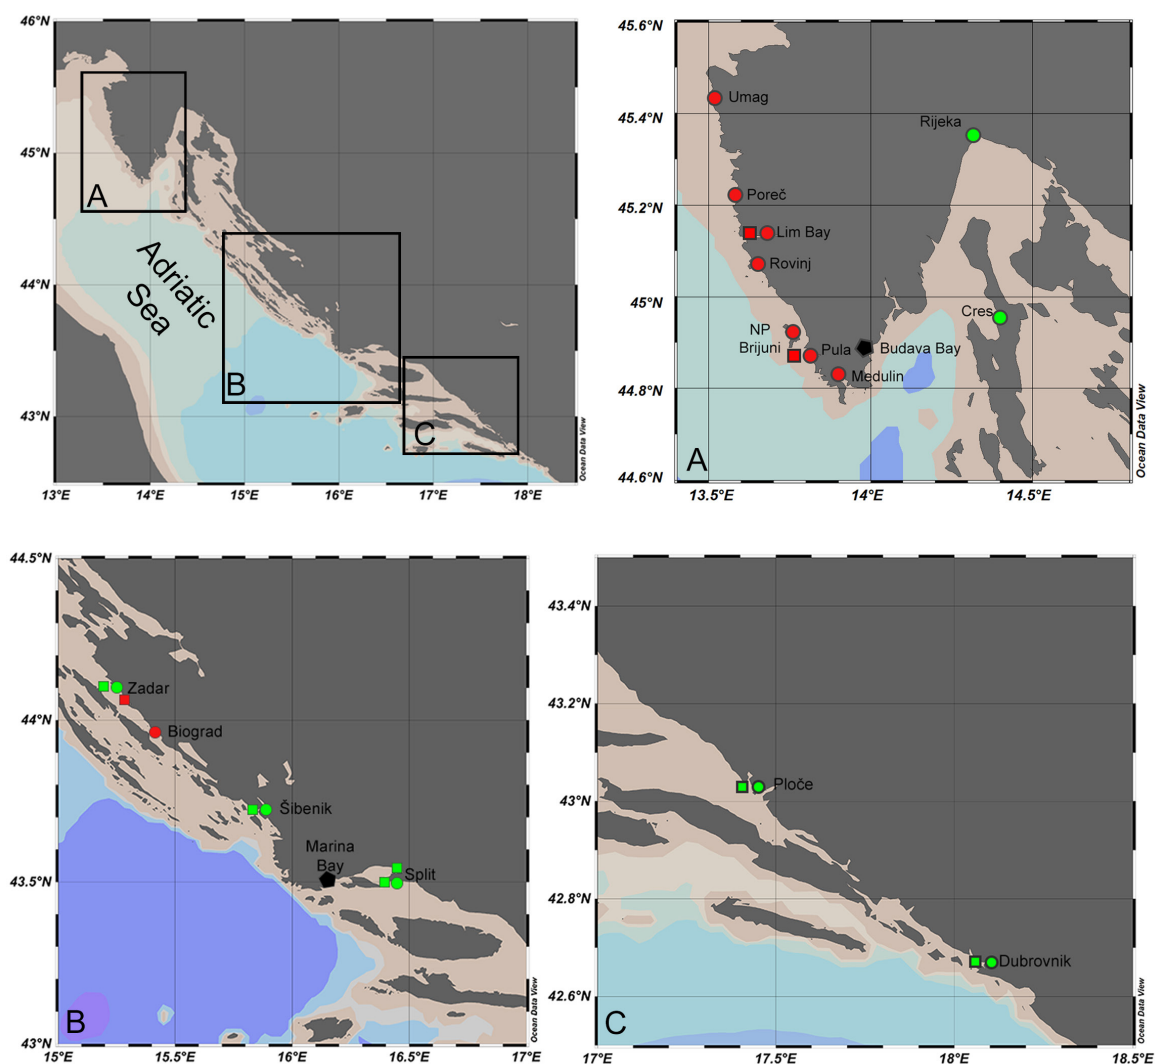 46°N
45°N
44°N
43°N
13°E
14°E
15°E
16°E
17°E
18°E
A
B
C
Adriatic
Sea
Ocean Data View
45.6°N
45.4°N
45.2°N
45°N
44.8°N
44.6°N
13.5°E
14°E
14.5°E
Umag
Rijeka
Poreč
Lim Bay
Rovinj
Cres
NP
Brijuni
Pula
Budava Bay
Medulin
A
Ocean Data View
44.5°N
44°N
43.5°N
43°N
15°E
15.5°E
16°E
16.5°E
17°E
Zadar
Biograd
Šibenik
Marina
Bay
Split
B
Ocean Data View
43.4°N
43.2°N
43°N
42.8°N
42.6°N
17°E
17.5°E
18°E
18.5°E
Ploče
Dubrovnik
C
Ocean Data View